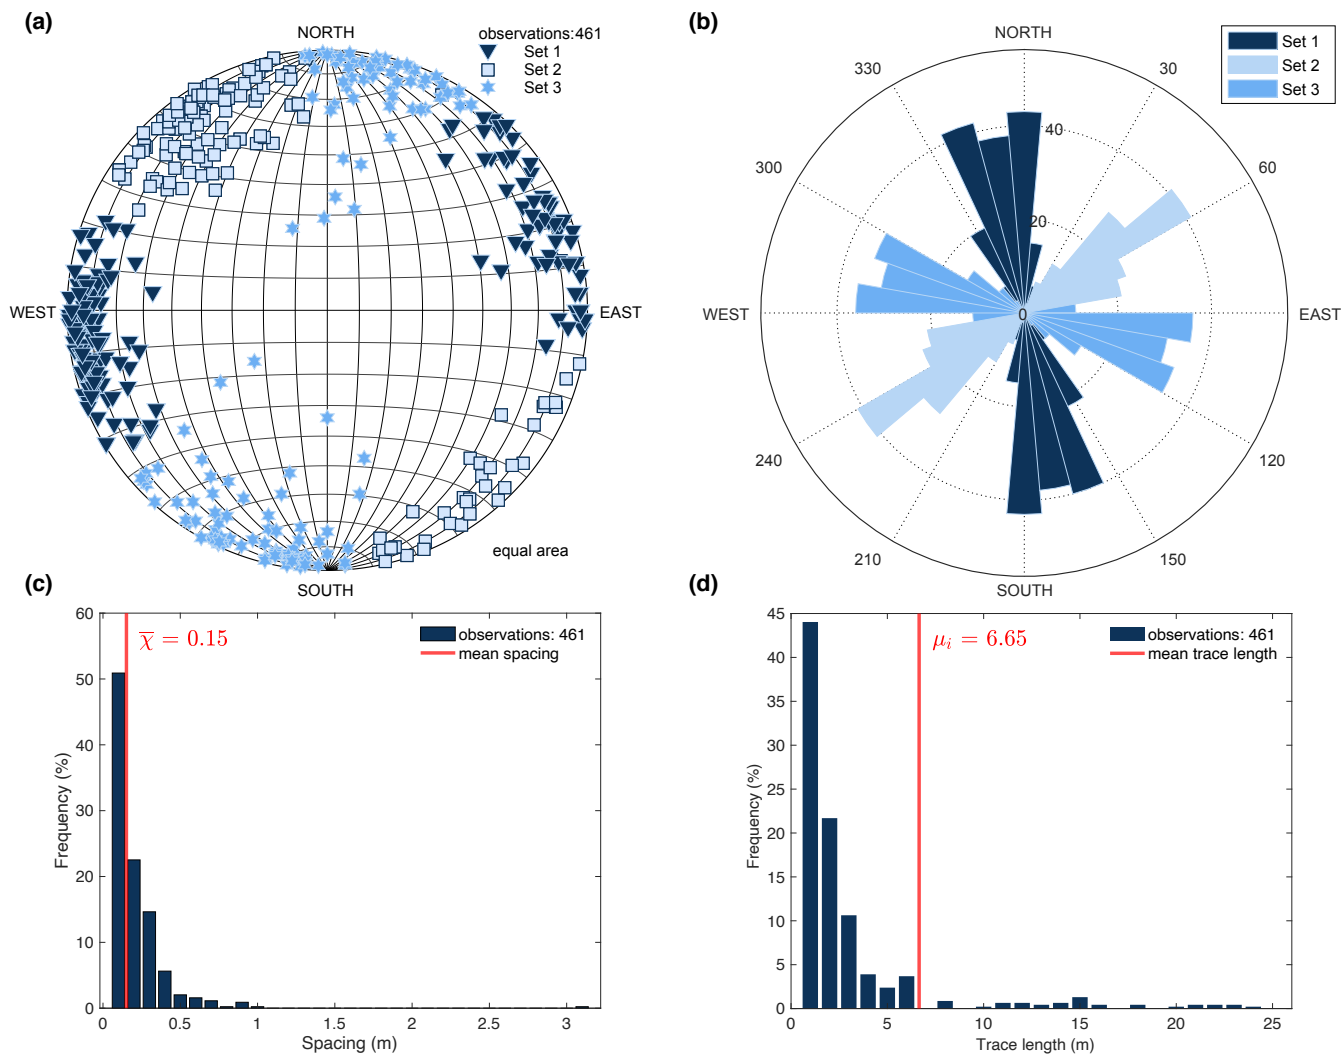 (a)
NORTH
observations:461
Set 1
Set 2
Set 3
WEST
EAST
equal area
SOUTH
(b)
NORTH
Set 1
Set 2
Set 3
330
30
300
60
40
20
0
WEST
EAST
240
120
210
150
SOUTH
(c)
60
50
40
30
20
10
0
Frequency (%)
χ̅ = 0.15
observations: 461
mean spacing
0
0.5
1
1.5
2
2.5
3
Spacing (m)
(d)
45
40
35
30
25
20
15
10
5
0
Frequency (%)
μᵢ = 6.65
observations: 461
mean trace length
0
5
10
15
20
25
Trace length (m)